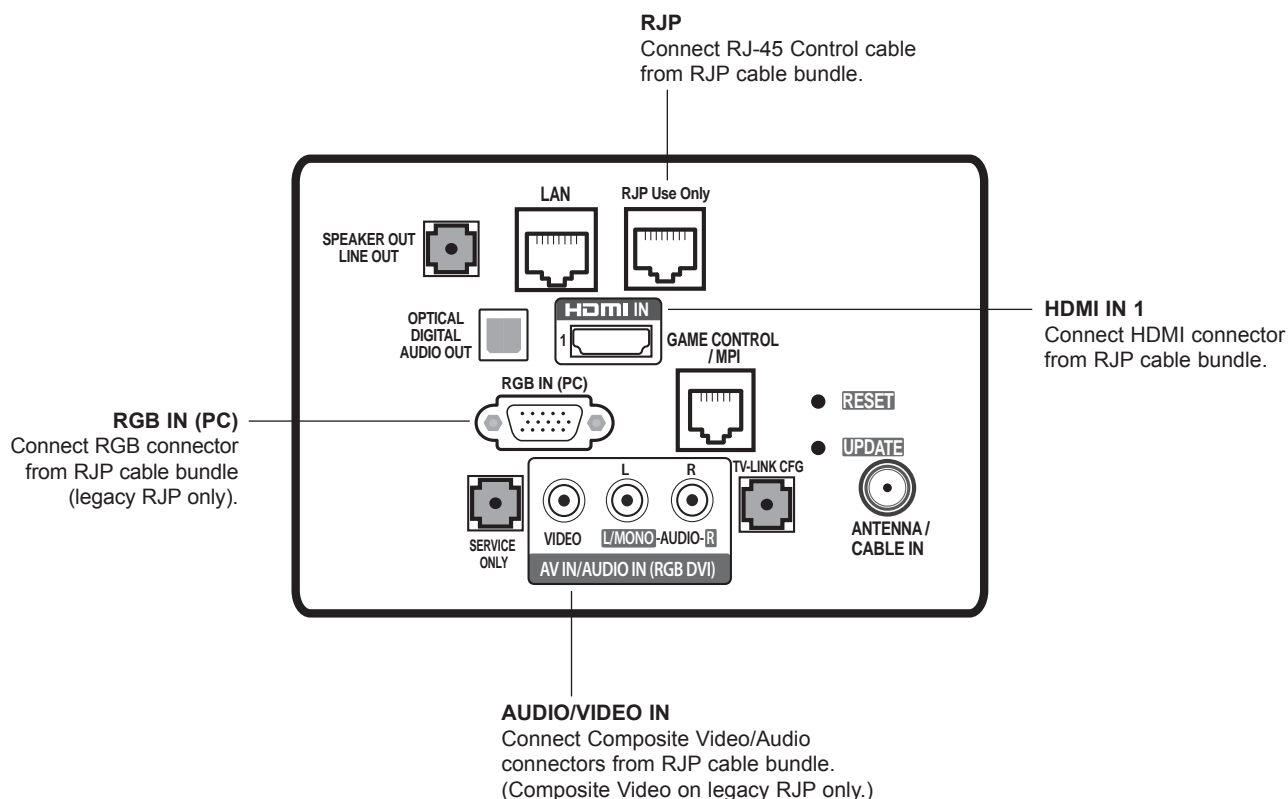 RJP
Connect RJ-45 Control cable
from RJP cable bundle.
LAN
RJP Use Only
SPEAKER OUT
LINE OUT
HDMI IN
1
OPTICAL
DIGITAL
AUDIO OUT
GAME CONTROL
/ MPI
HDMI IN 1
Connect HDMI connector
from RJP cable bundle.
RGB IN (PC)
RESET
UPDATE
RGB IN (PC)
Connect RGB connector
from RJP cable bundle
(legacy RJP only).
L
R
TV-LINK CFG
SERVICE
ONLY
VIDEO
L/MONO-AUDIO-R
AV IN/AUDIO IN (RGB DVI)
ANTENNA /
CABLE IN
AUDIO/VIDEO IN
Connect Composite Video/Audio
connectors from RJP cable bundle.
(Composite Video on legacy RJP only.)